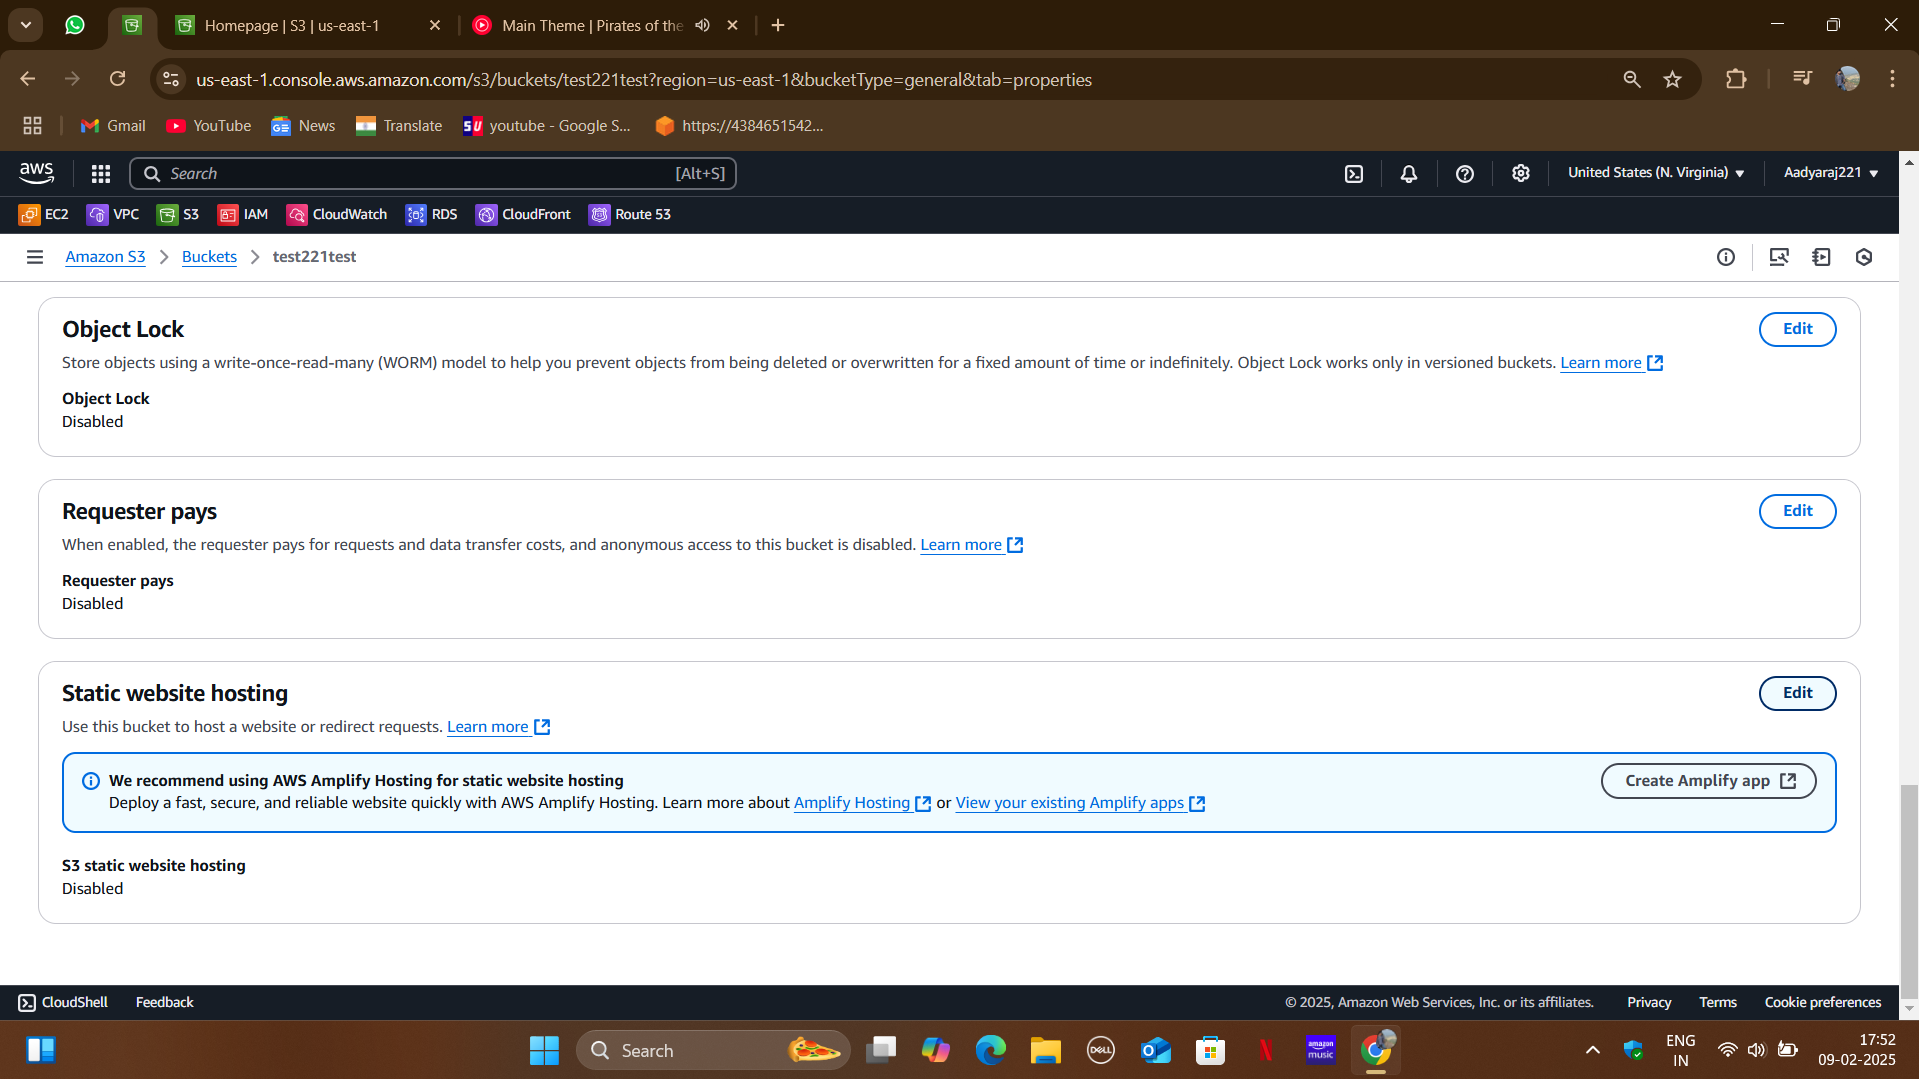 Homepage | S3 | us-east-1
Main Theme | Pirates of the
us-east-1.console.aws.amazon.com/s3/buckets/test221test?region=us-east-1&bucketType=general&tab=properties
Gmail
YouTube
News
Translate
SU
youtube - Google S...
https://4384651542...
aws
Search
[Alt+S]
United States (N. Virginia)
Aadyaraj221
EC2
VPC
S3
IAM
CloudWatch
RDS
CloudFront
Route 53
Amazon S3
Buckets
test221test
Object Lock
Edit
Store objects using a write-once-read-many (WORM) model to help you prevent objects from being deleted or overwritten for a fixed amount of time or indefinitely. Object Lock works only in versioned buckets. Learn more
Object Lock
Disabled
Requester pays
Edit
When enabled, the requester pays for requests and data transfer costs, and anonymous access to this bucket is disabled. Learn more
Requester pays
Disabled
Static website hosting
Edit
Use this bucket to host a website or redirect requests. Learn more
We recommend using AWS Amplify Hosting for static website hosting
Create Amplify app
Deploy a fast, secure, and reliable website quickly with AWS Amplify Hosting. Learn more about Amplify Hosting or View your existing Amplify apps
S3 static website hosting
Disabled
CloudShell
Feedback
© 2025, Amazon Web Services, Inc. or its affiliates.
Privacy
Terms
Cookie preferences
Search
DELL
amazon
music
ENG
IN
17:52
09-02-2025